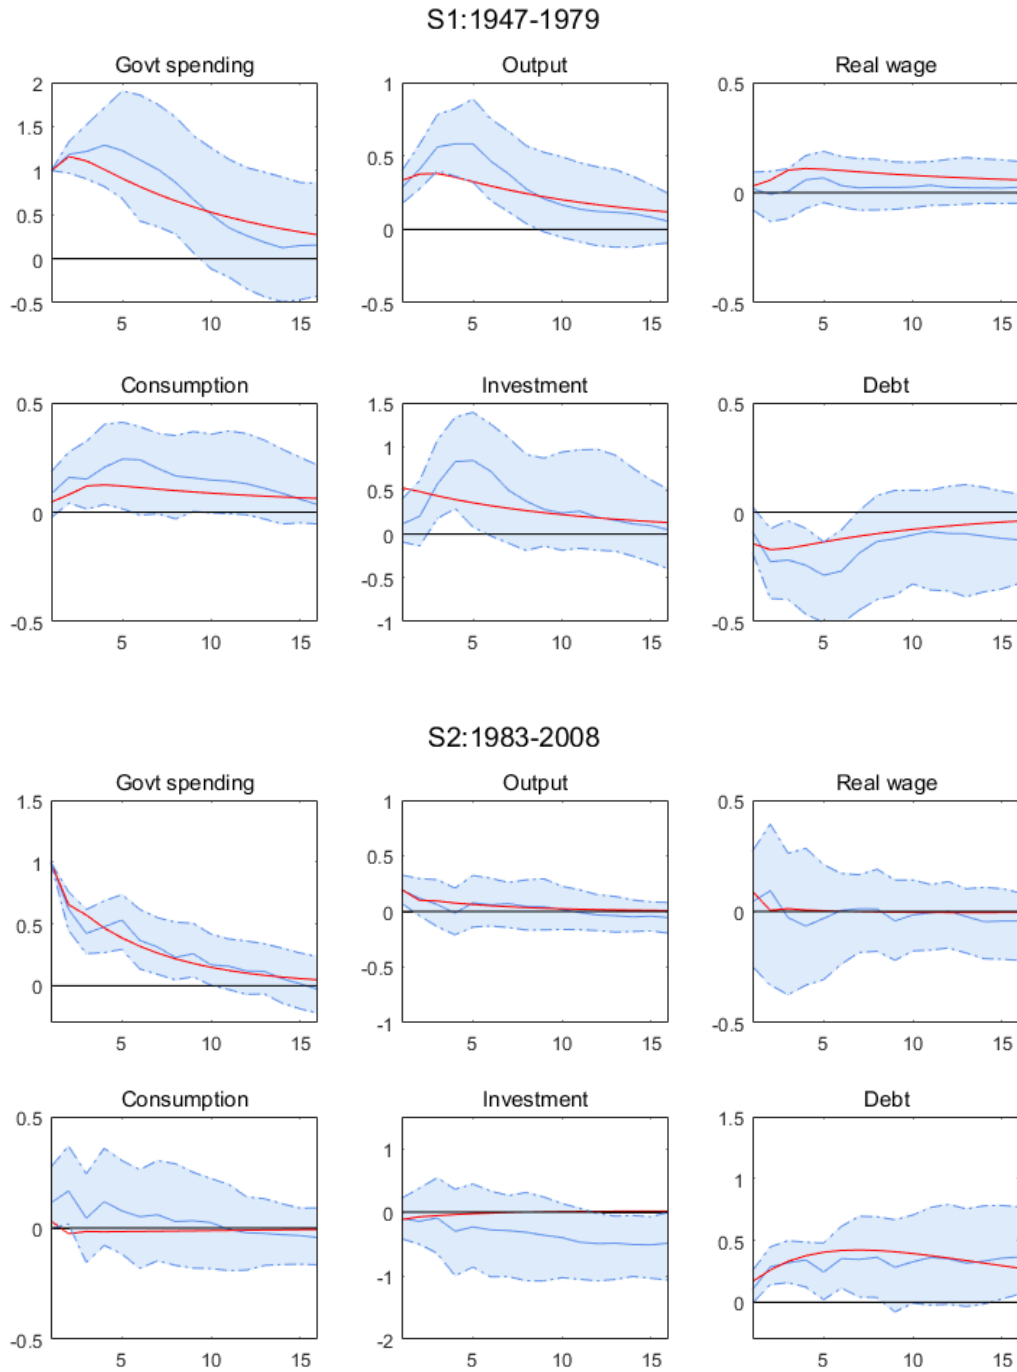 S1:1947-1979
Govt spending Output Real wage
2 1 0.5
1.5
1 0.5
0.5 0
0 0
-0.5 -0.5 -0.5
5 10 15 5 10 15 5 10 15
Consumption Investment Debt
0.5 1.5 0.5
1
0.5
0 0 0
-0.5
-0.5 -1 -0.5
5 10 15 5 10 15 5 10 15
S2:1983-2008
Govt spending Output Real wage
1.5 1 0.5
1 0.5
0.5 0 0
0 -0.5
-1 -0.5
5 10 15 5 10 15 5 10 15
Consumption Investment Debt
0.5 1.5
1 1
0 0 0.5
-1 0
-0.5 -2
5 10 15 5 10 15 5 10 15